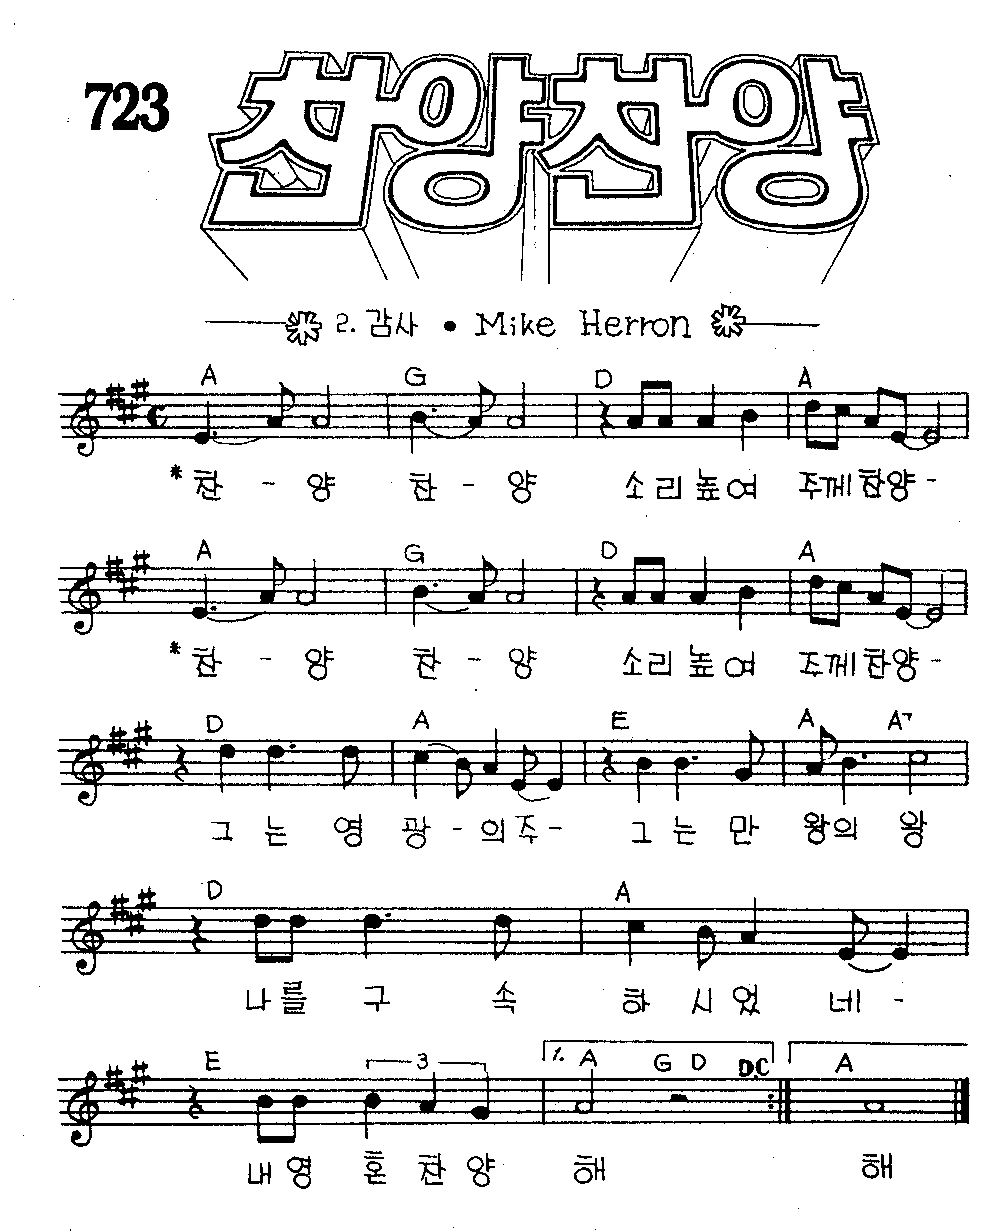 723
찬양찬양
2. 감사 • Mike Herron
A G D A
* 찬 - 양 찬 - 양 소리높여 주께찬양-
A G D A
* 찬 - 양 찬 - 양 소리높여 주께찬양-
D A E A A7
그 는 영 광 - 의주- 그 는 만 왕의 왕
D A
나를 구 속 하 시었 네 -
E 3 1. A G D D.C A
내영 혼 찬 양 해 해